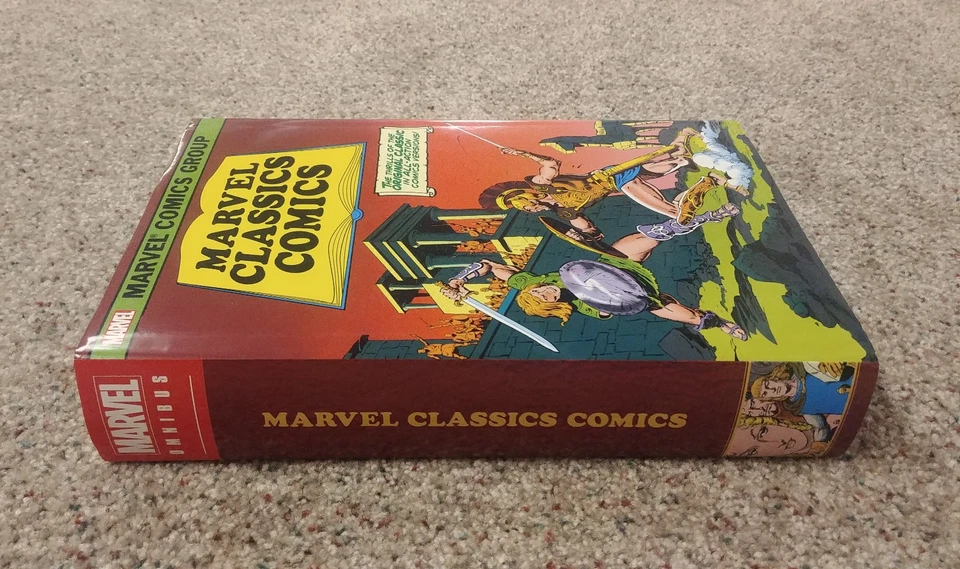 MARVEL COMICS GROUP
MARVEL
MARVEL
CLASSICS
COMICS
THE THRILLS OF THE
ORIGINAL CLASSIC
IN ALL-ACTION
COMICS VERSIONS!
MARVEL
OMNIBUS
MARVEL CLASSICS COMICS